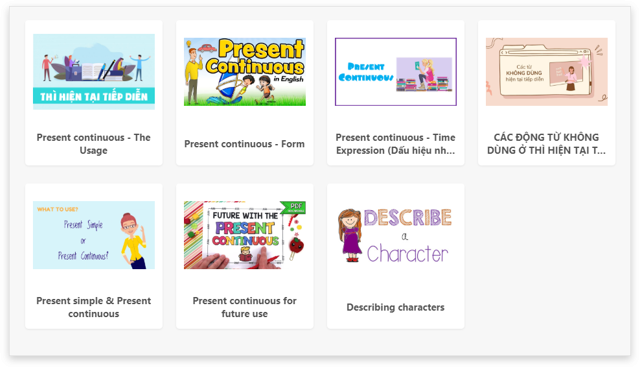 THÌ HIỆN TẠI TIẾP DIỄN
Present continuous - The
Usage
Present
Continuous
in English
Present continuous - Form
PRESENT
CONTINUOUS
Present continuous - Time
Expression (Dấu hiệu nh...
Các từ
KHÔNG DÙNG
hiện tại tiếp diễn
CÁC ĐỘNG TỪ KHÔNG
DÙNG Ở THÌ HIỆN TẠI T...
WHAT TO USE?
Present Simple
or
Present Continuous?
Present simple & Present
continuous
PDF
FUTURE WITH THE
PRESENT
CONTINUOUS
Present continuous for
future use
DESCRIBE
a
Character
Describing characters